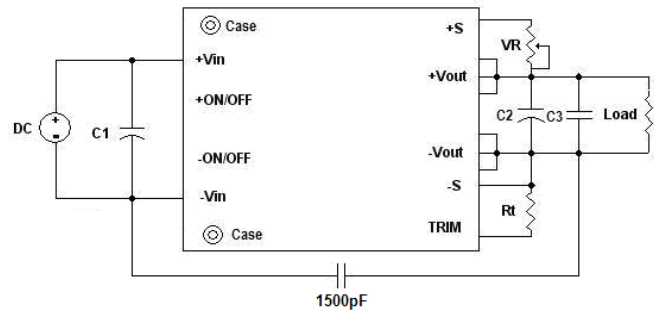 Case
+S
VR
+Vin
+Vout
+ON/OFF
DC
+
-
C1
C2
C3
Load
-ON/OFF
-Vout
-S
-Vin
Rt
TRIM
Case
1500pF